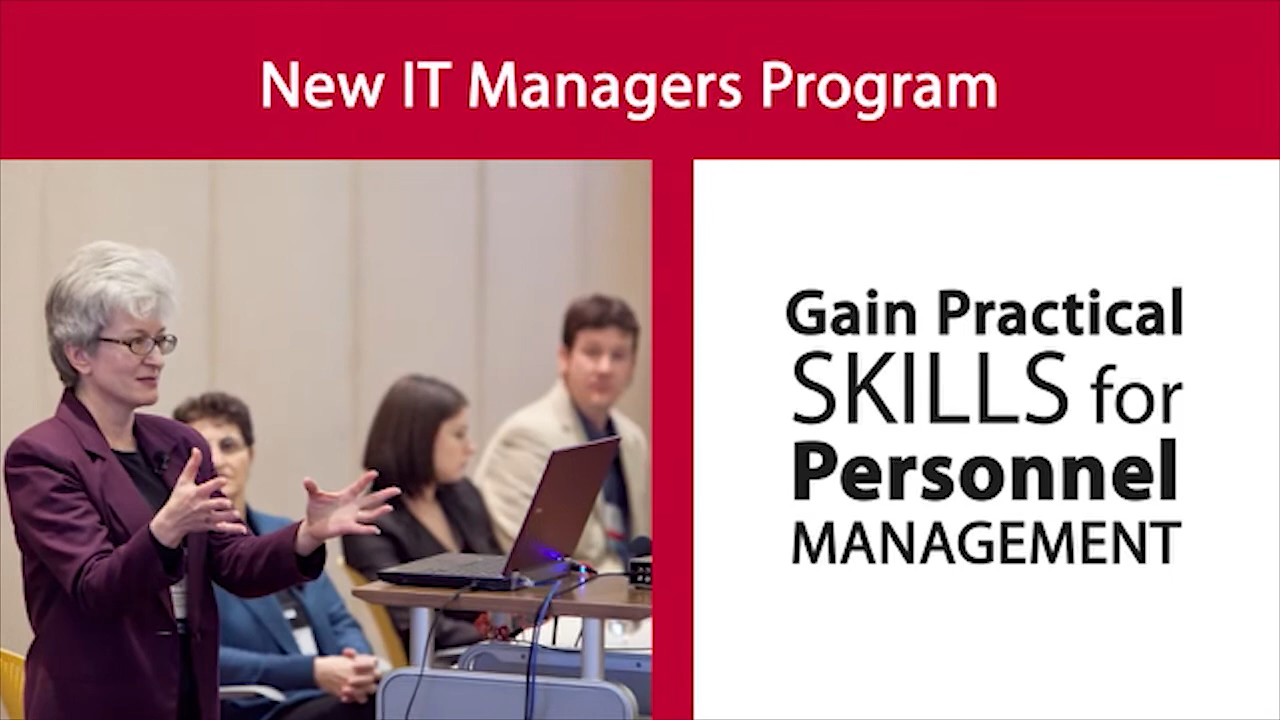 New IT Managers Program
Gain Practical
SKILLS for
Personnel
MANAGEMENT